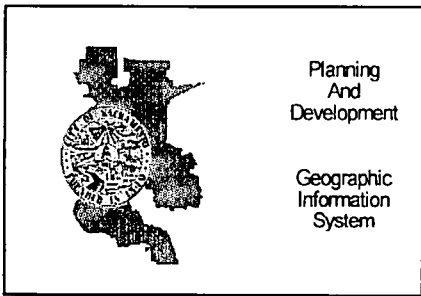 Planning
And
Development
Geographic
Information
System